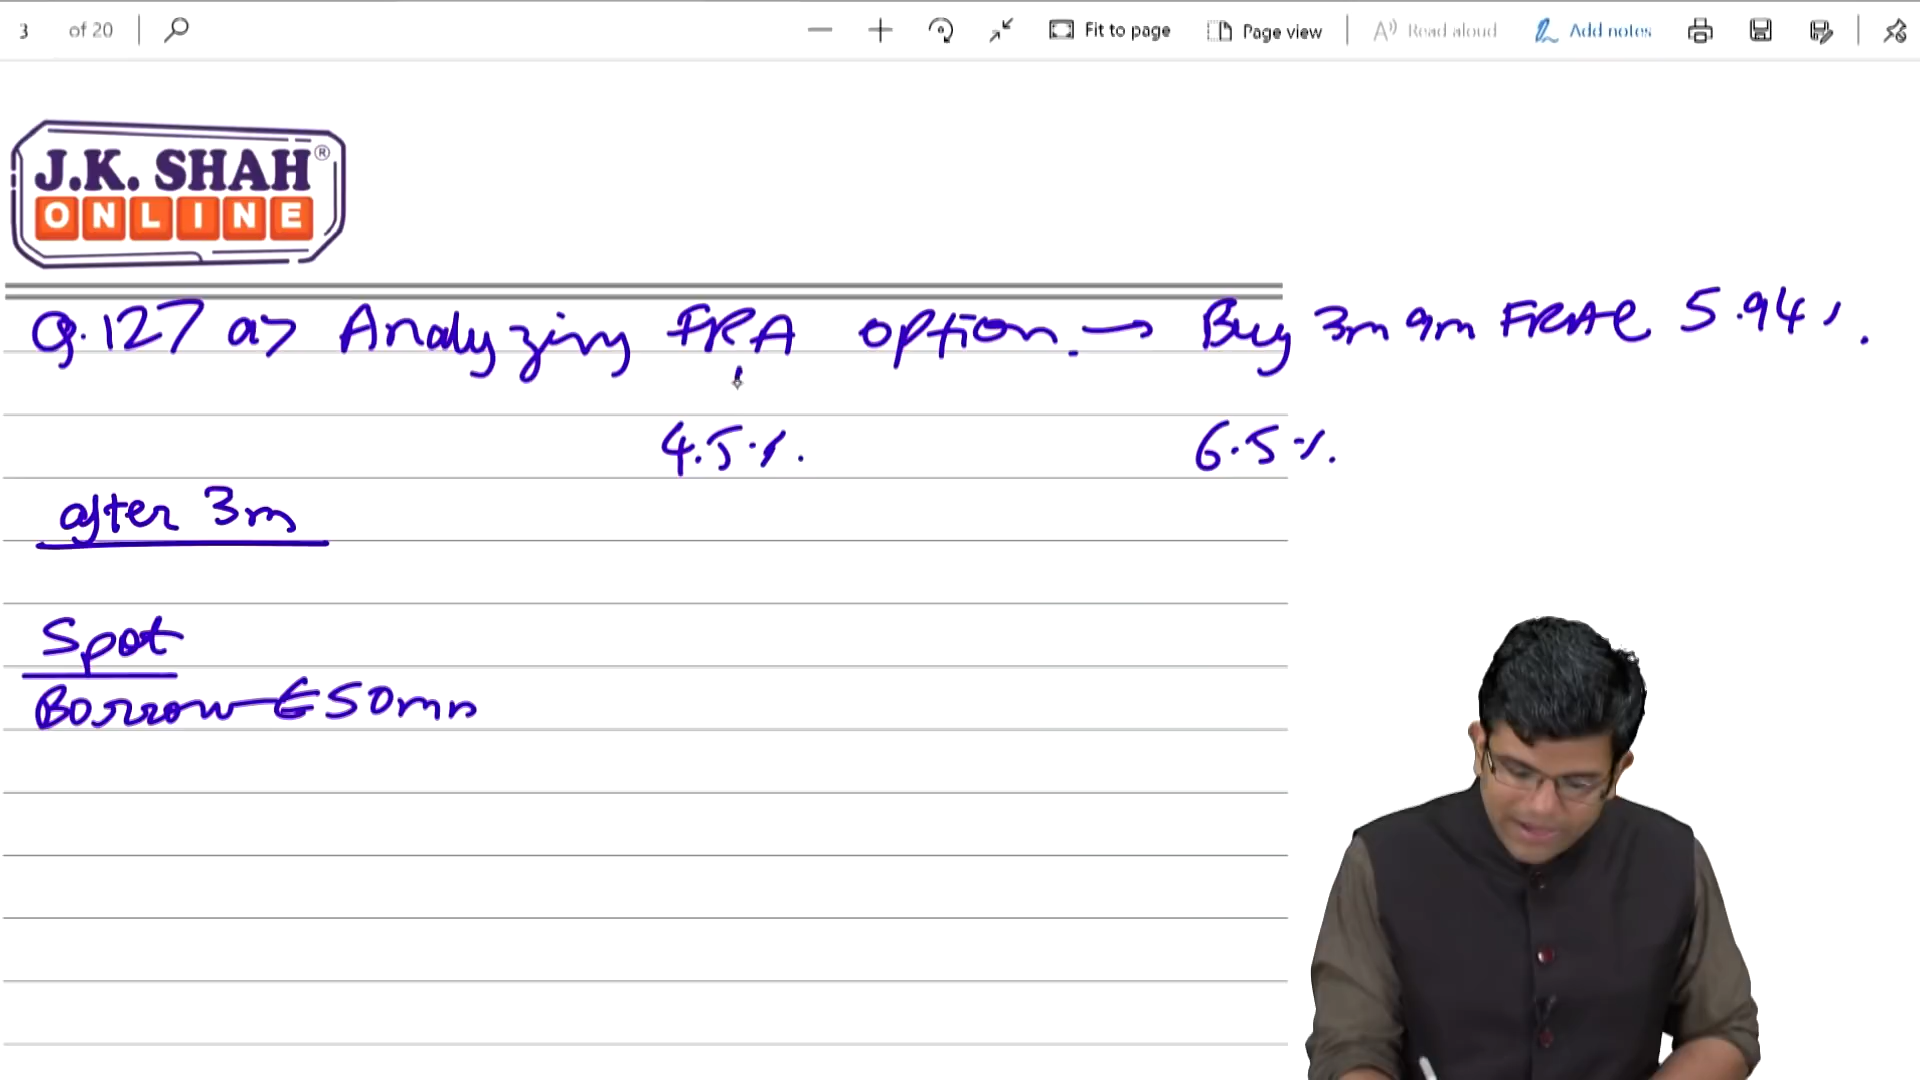 3 of 20 Fit to page Page view Read aloud Add notes
J.K. SHAH®
ONLINE
Q.127 a> Analyzing FRA option. → Buy 3m 9m FRA @ 5.94%.
4.5%. 6.5%.
after 3m
Spot
Borrow € 50mn